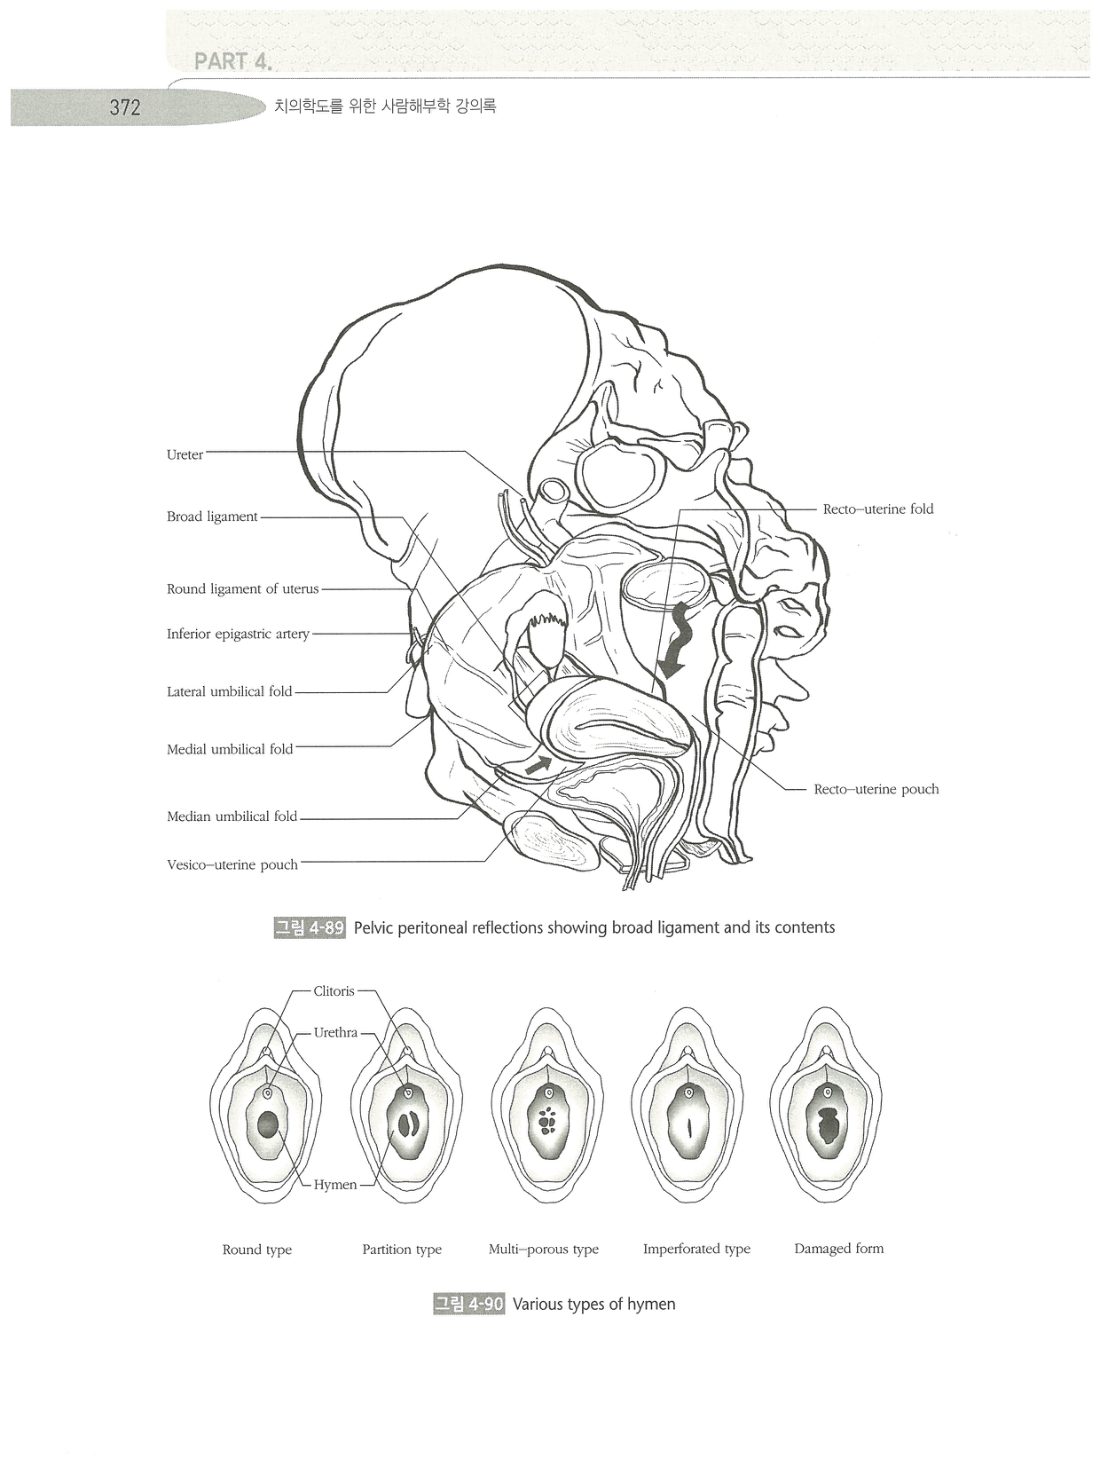 PART 4.
372
치의학도를 위한 사람해부학 강의록
Ureter
Broad ligament
Recto-uterine fold
Round ligament of uterus
Inferior epigastric artery
Lateral umbilical fold
Medial umbilical fold
Recto-uterine pouch
Median umbilical fold
Vesico-uterine pouch
그림 4-89 Pelvic peritoneal reflections showing broad ligament and its contents
Clitoris
Urethra
Hymen
Round type
Partition type
Multi-porous type
Imperforated type
Damaged form
그림 4-90 Various types of hymen